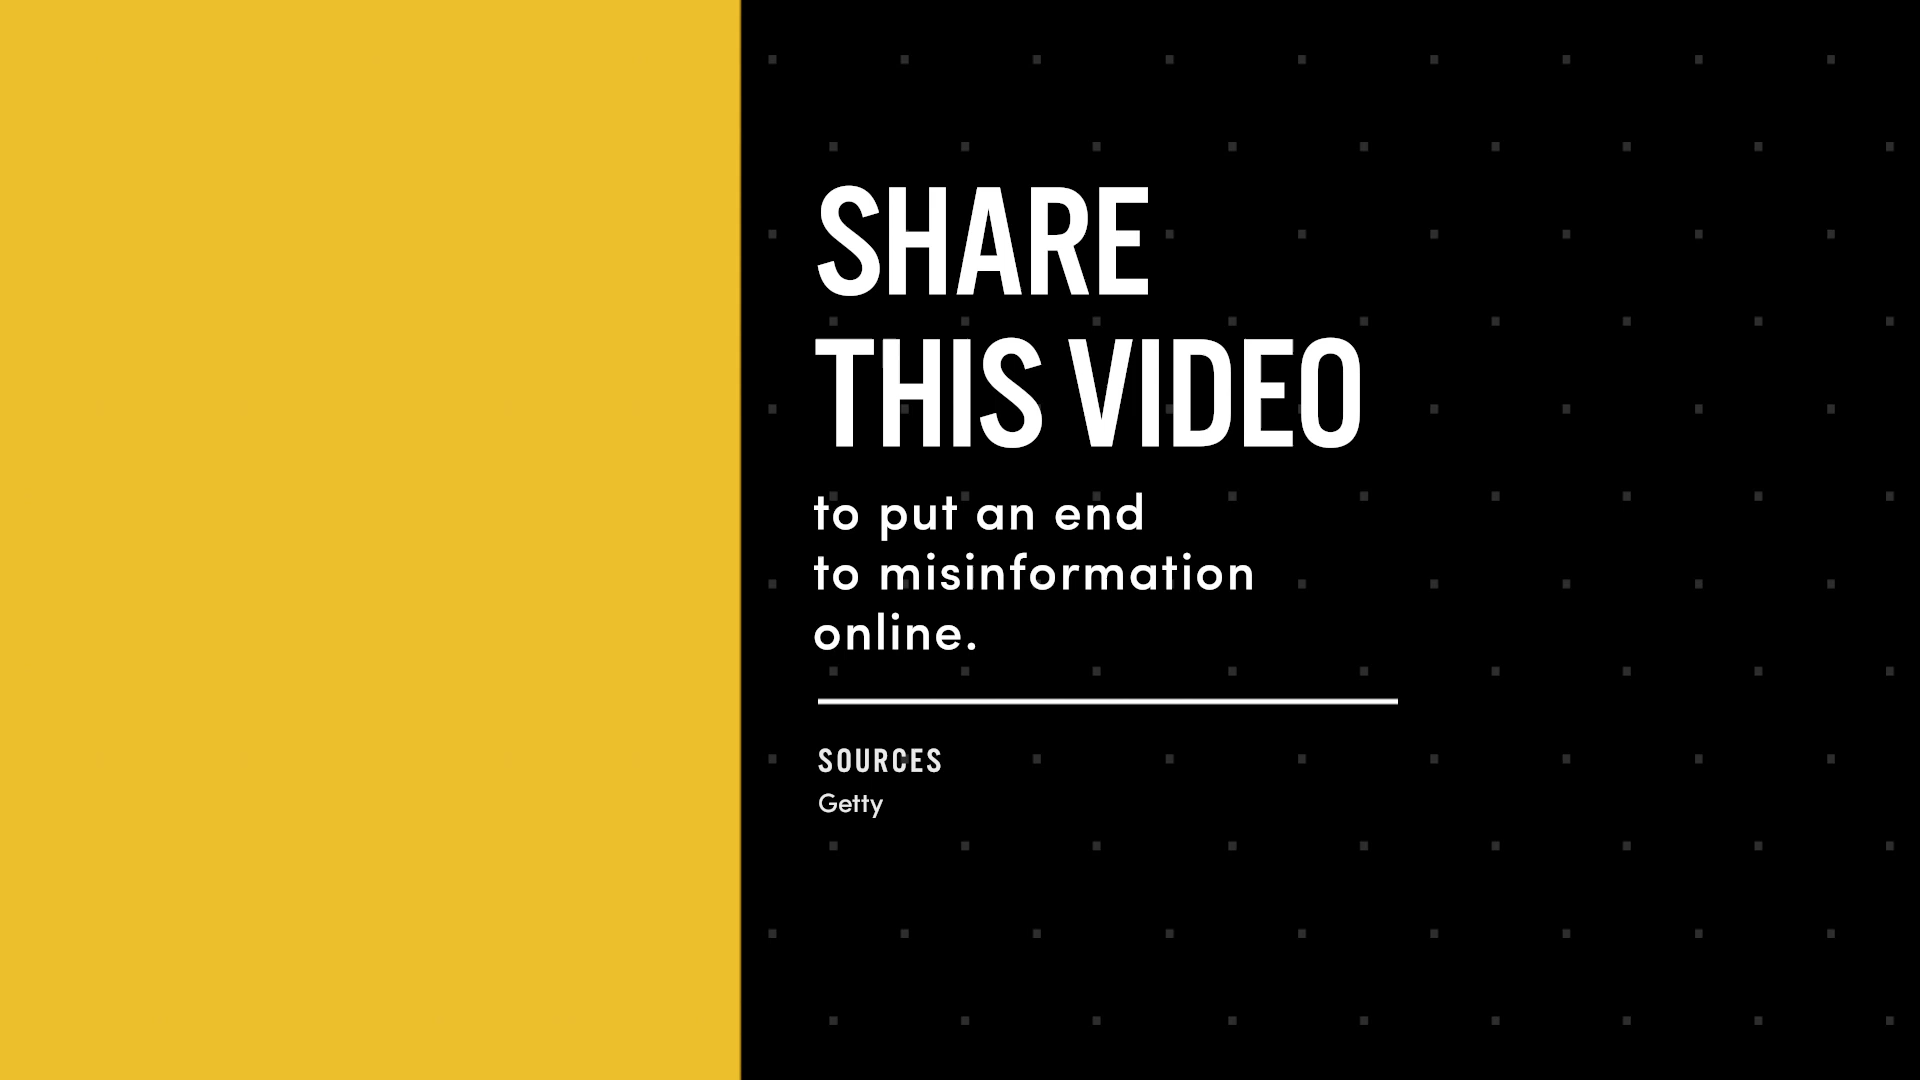 SHARE
THIS VIDEO
to put an end
to misinformation
online.
SOURCES
Getty